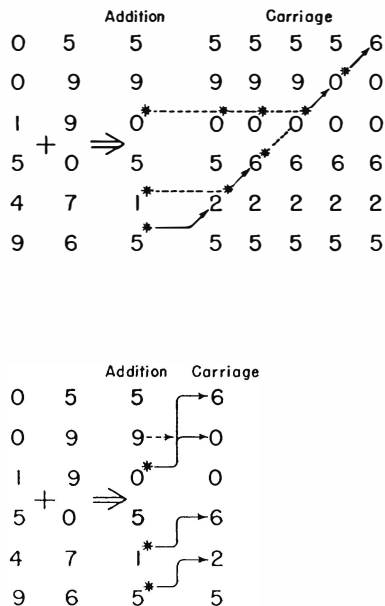 Addition Carriage
0 5 5 5 5 5 5 6
0 9 9 9 9 9 0 0
1 9 0* * * 0 0 0* 0 0
+ ⇒
5 0 5 5 6* 6 6 6
4 7 1* 2* 2 2 2 2
9 6 5* 5 5 5 5 5
Addition Carriage
0 5 5 6
0 9 9 0
1 9 0* 0
+ ⇒
5 0 5 6
4 7 1* 2
9 6 5* 5